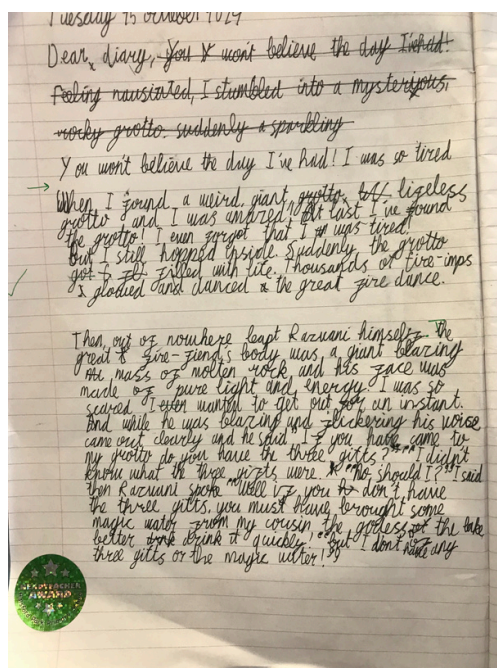 Tuesday 15 October
Dear diary, You won't believe the day I've had!
Feeling nausiated, I stumbled into a mysteriyous,
rocky grotto. suddenly a sparkling
You won't believe the day I've had! I was so tired
When I found a weird, giant grotto, lifeless
grotto and I was amazed! At last I've found
the grotto! I even forgot that I was tired!
but I still hopped inside. Suddenly the grotto
got filled with life. Thousands of fire-imps
glowed and danced the great fire dance.
Then, out of nowhere leapt Razwani himself, the
great fire-fiend's body was a giant blazing
mass of molten rock and his face was
made of pure light and energy. I was so
scared I even wanted to get out for an instant.
And while he was blazing and flickering his voise
came out clearly and he said "If you have came to
my grotto do you have the three gifts?" "I didn't
know what the three gifts were. "No should I?" I said
then Razwani spoke "Well if you don't have
the three gifts, you must have brought some
magic water from my cousin, the godess of the lake
better drink it quickly!" "but I don't have any
three gifts or the magic water!"
HEADTEACHER
AWARD